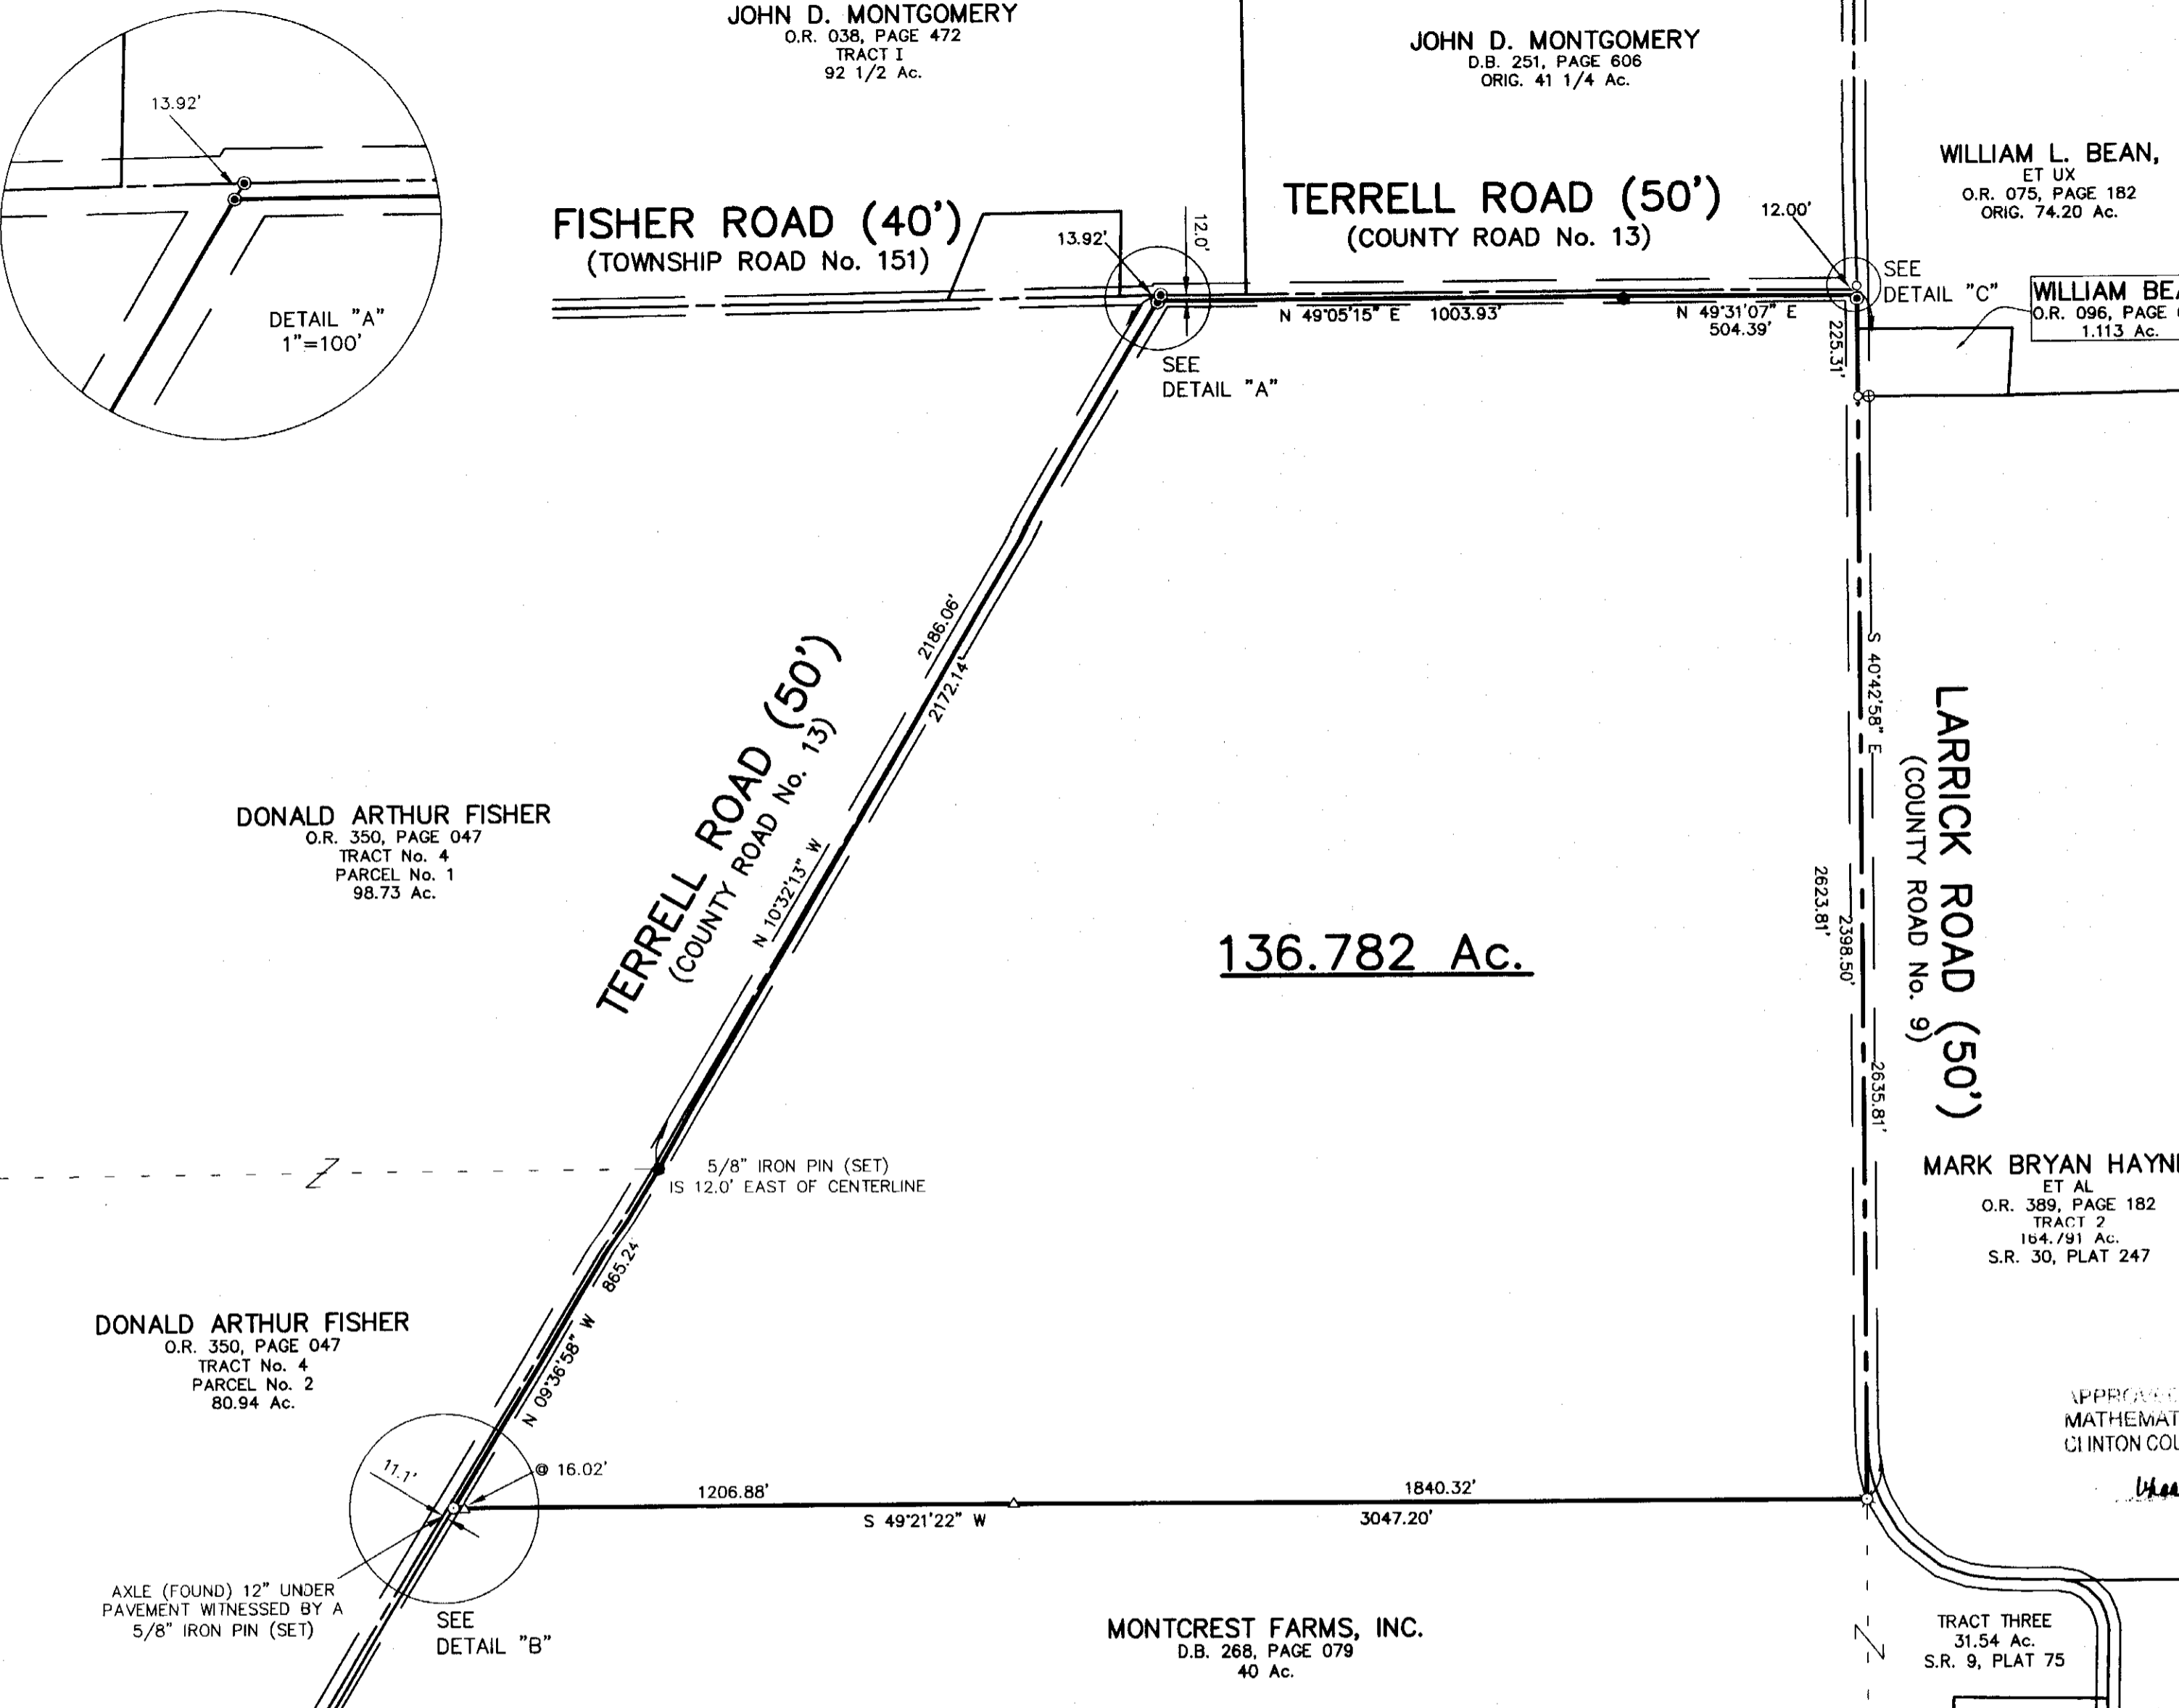 JOHN D. MONTGOMERY
O.R. 038, PAGE 472
TRACT I
92 1/2 Ac.
JOHN D. MONTGOMERY
D.B. 251, PAGE 606
ORIG. 41 1/4 Ac.
WILLIAM L. BEAN,
ET UX
O.R. 075, PAGE 182
ORIG. 74.20 Ac.
13.92'
DETAIL "A"
1"=100'
FISHER ROAD (40')
(TOWNSHIP ROAD No. 151)
13.92'
12.0'
TERRELL ROAD (50')
(COUNTY ROAD No. 13)
12.00'
SEE
DETAIL "C"
WILLIAM
O.R. 096, PAGE
1.113 Ac.
N 49°05'15" E 1003.93'
N 49°31'07" E
504.39'
225.31'
SEE
DETAIL "A"
2186.06'
2172.14'
TERRELL ROAD (50')
(COUNTY ROAD No. 13)
N 10°32'13" W
S 40°42'58" E
LARRICK ROAD (50')
(COUNTY ROAD No. 9)
2623.81'
2398.50'
2635.81'
DONALD ARTHUR FISHER
O.R. 350, PAGE 047
TRACT No. 4
PARCEL No. 1
98.73 Ac.
136.782 Ac.
5/8" IRON PIN (SET)
IS 12.0' EAST OF CENTERLINE
MARK BRYAN
ET AL
O.R. 389, PAGE 182
TRACT 2
164.791 Ac.
S.R. 30, PLAT 247
865.24'
N 09°36'58" W
DONALD ARTHUR FISHER
O.R. 350, PAGE 047
TRACT No. 4
PARCEL No. 2
80.94 Ac.
11.1'
@ 16.02'
1206.88'
1840.32'
S 49°21'22" W
3047.20'
AXLE (FOUND) 12" UNDER
PAVEMENT WITNESSED BY A
5/8" IRON PIN (SET)
SEE
DETAIL "B"
MONTCREST FARMS, INC.
D.B. 268, PAGE 079
40 Ac.
CLINTON
TRACT THREE
31.54 Ac.
S.R. 9, PLAT 75